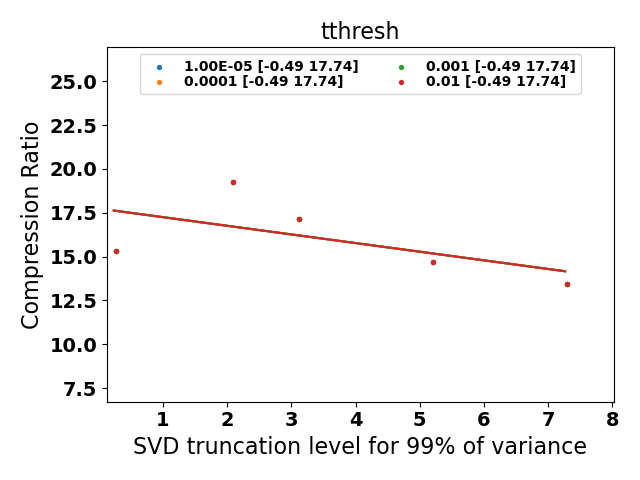 tthresh
1.00E-05 [-0.49 17.74]
0.0001 [-0.49 17.74]
0.001 [-0.49 17.74]
0.01 [-0.49 17.74]
Compression Ratio
25.0
22.5
20.0
17.5
15.0
12.5
10.0
7.5
1 2 3 4 5 6 7 8
SVD truncation level for 99% of variance